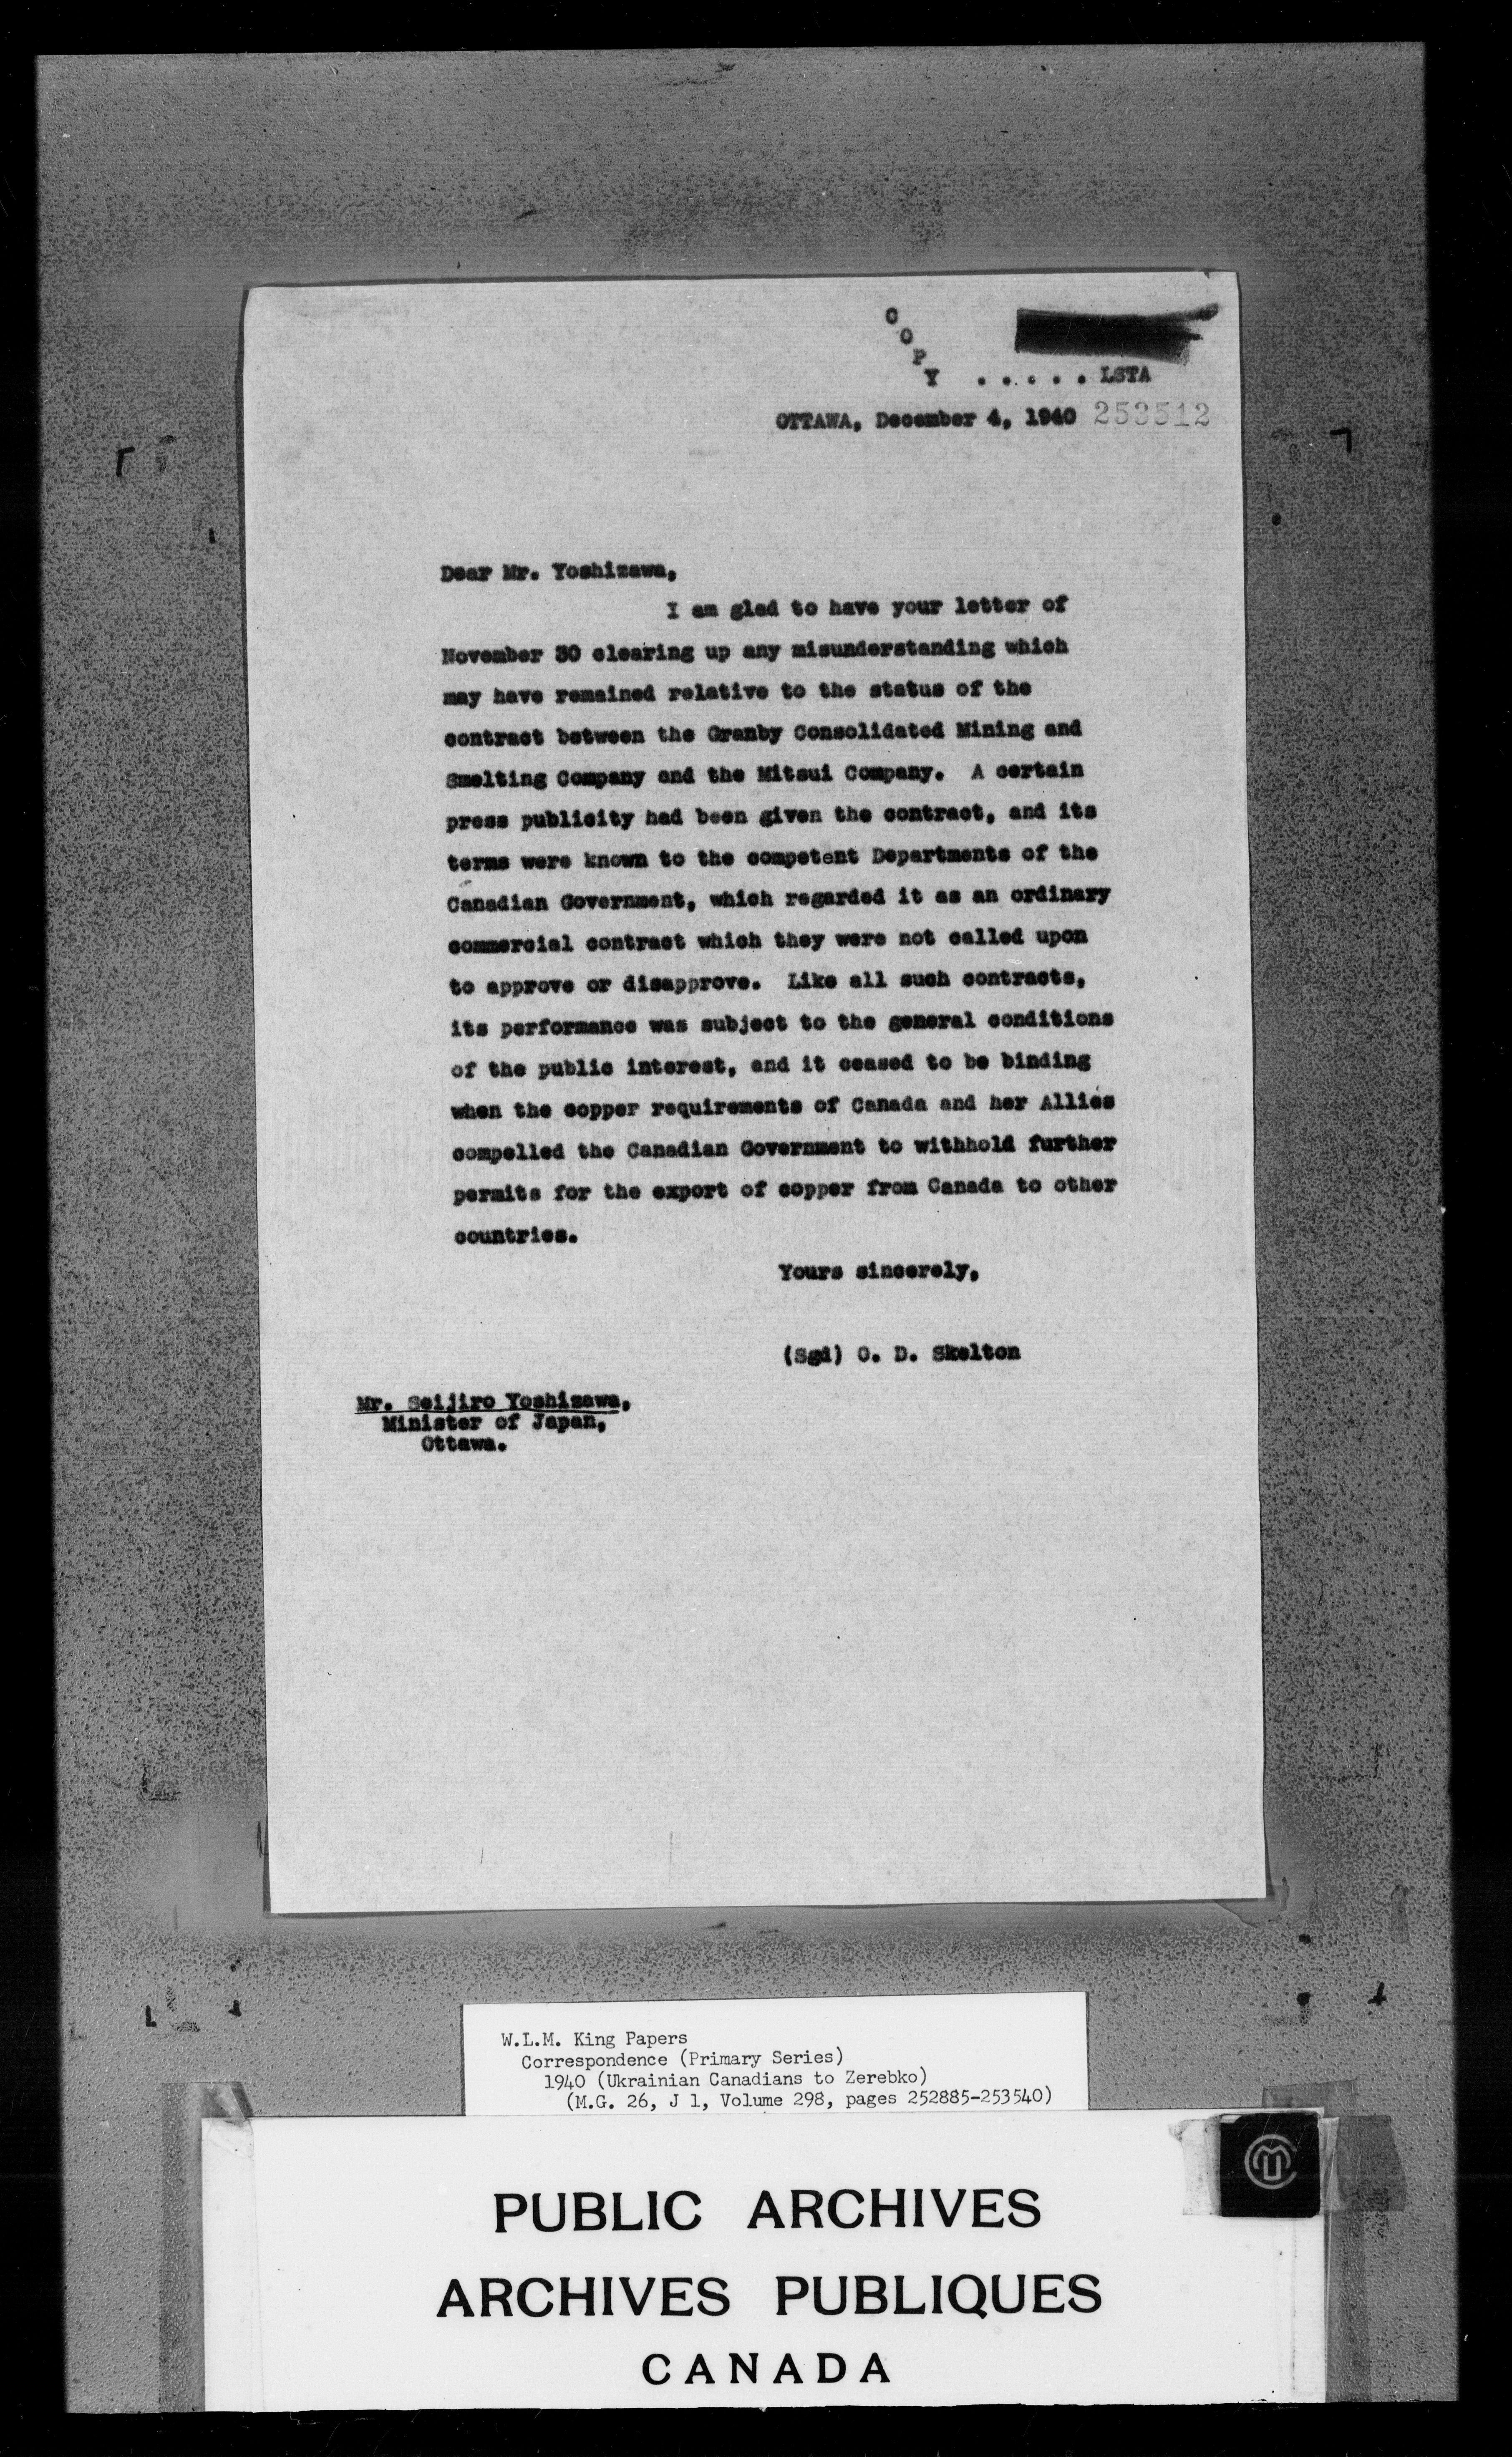 C
O
P
Y ..... LSTA
OTTAWA, December 4, 1940 253512
Dear Mr. Yoshizawa,
I am glad to have your letter of
November 30 clearing up any misunderstanding which
may have remained relative to the status of the
contract between the Granby Consolidated Mining and
Smelting Company and the Mitsui Company. A certain
press publicity had been given the contract, and its
terms were known to the competent Departments of the
Canadian Government, which regarded it as an ordinary
commercial contract which they were not called upon
to approve or disapprove. Like all such contracts,
its performance was subject to the general conditions
of the public interest, and it ceased to be binding
when the copper requirements of Canada and her Allies
compelled the Canadian Government to withhold further
permits for the export of copper from Canada to other
countries.
Yours sincerely,
(Sgd) O. D. Skelton
Mr. Seijiro Yoshizawa,
Minister of Japan,
Ottawa.
W.L.M. King Papers
Correspondence (Primary Series)
1940 (Ukrainian Canadians to Zerebko)
(M.G. 26, J 1, Volume 298, pages 252885-253540)
PUBLIC ARCHIVES
ARCHIVES PUBLIQUES
CANADA